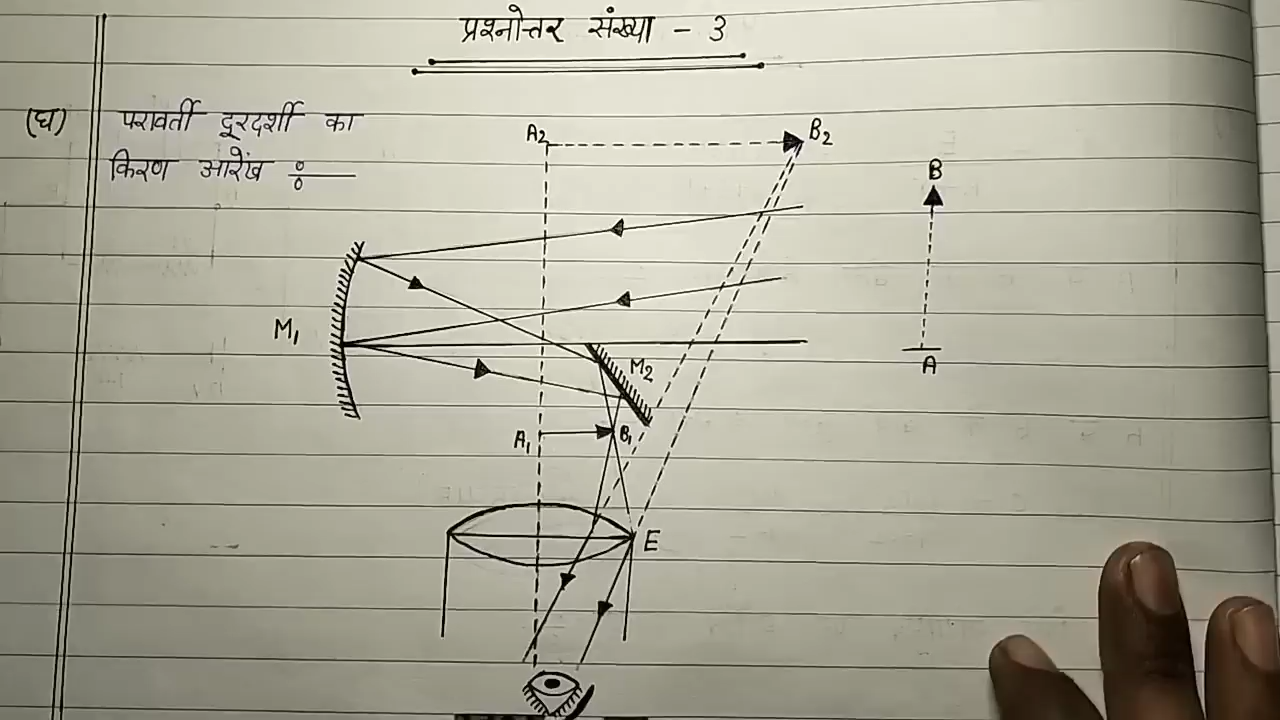 प्रश्नोत्तर संख्या - 3
(घ) परावर्ती दूरदर्शी का
किरण आरेख :
A2 B2
B
M1
M2
A
A1 B1
E